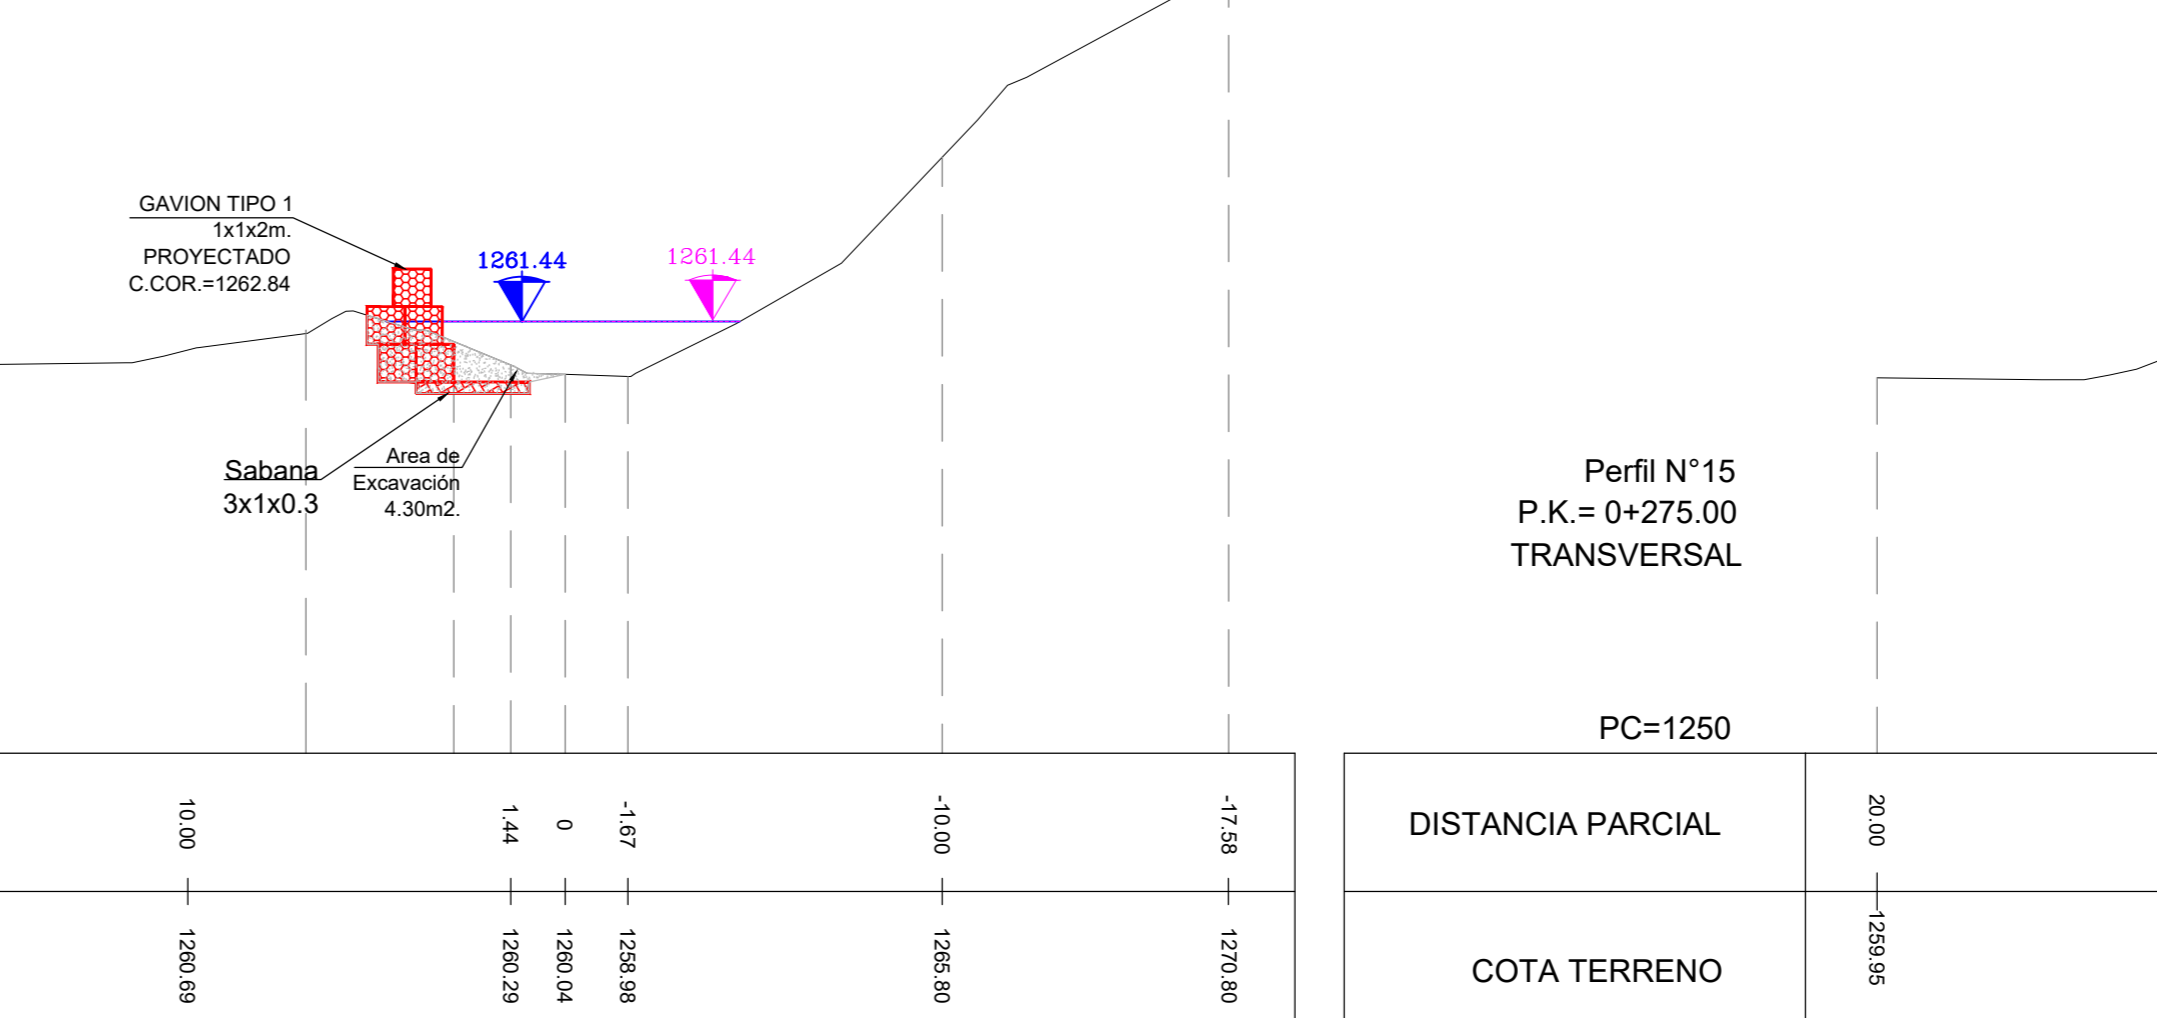 GAVION TIPO 1
1x1x2m.
PROYECTADO
C.COR.=1262.84
1261.44
1261.44
Sabana
3x1x0.3
Area de
Excavación
4.30m2.
Perfil N°15
P.K.= 0+275.00
TRANSVERSAL
PC=1250
10.00
1.44
0
-1.67
-10.00
-17.58
DISTANCIA PARCIAL
20.00
1260.69
1260.29
1260.04
1258.98
1265.80
1270.80
COTA TERRENO
1259.95